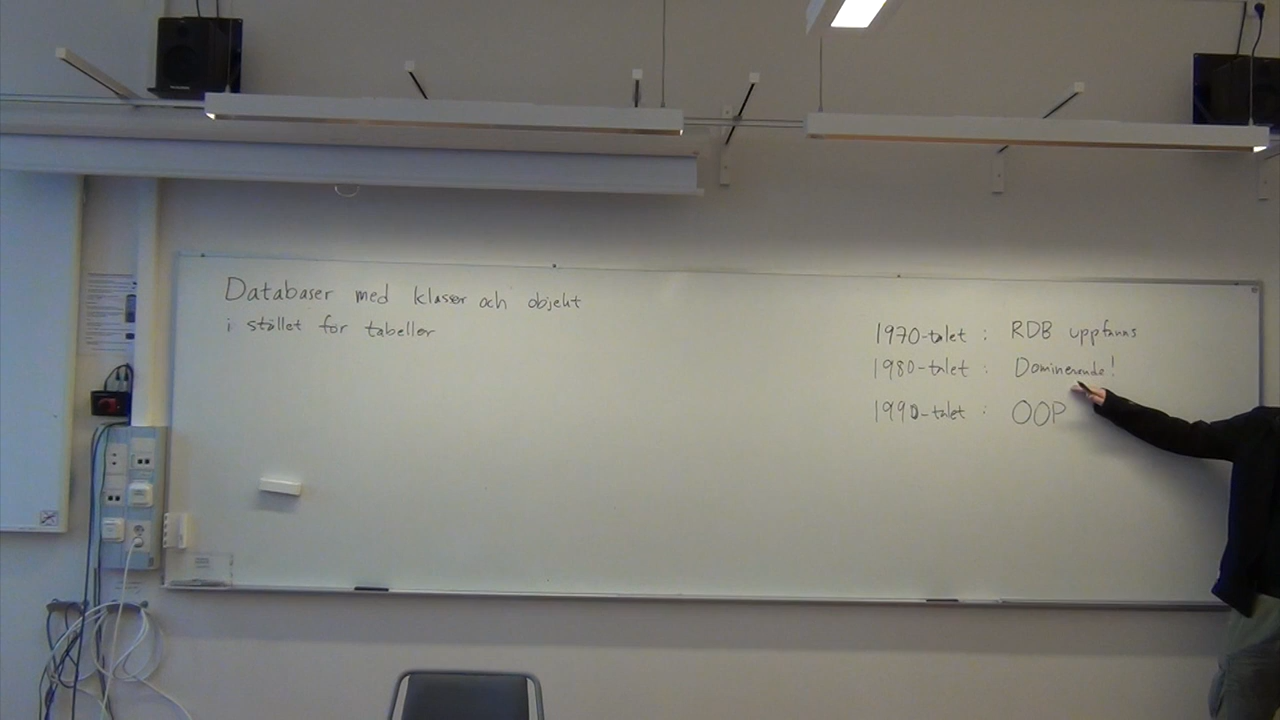 Databaser med klasser och objekt
i stället för tabeller
1970-talet : RDB uppfanns
1980-talet : Dominerande!
1990-talet : OOP